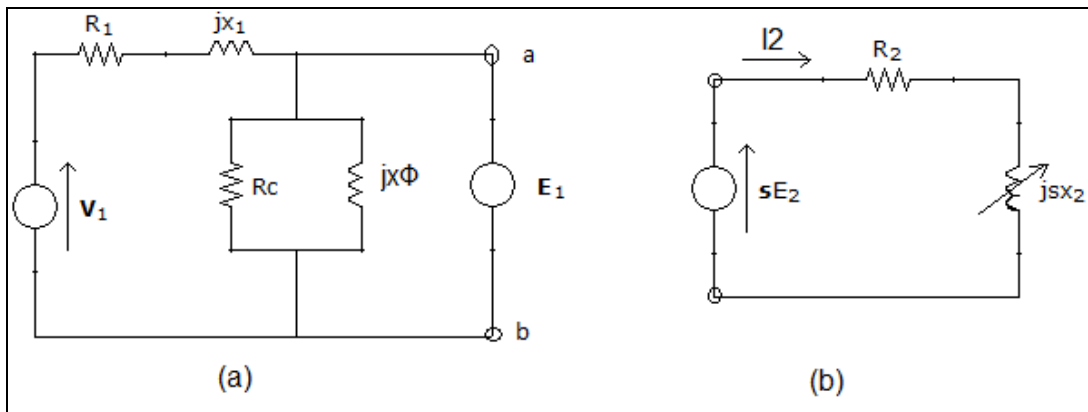 R₁
jx₁
a
V₁
Rc
jxΦ
E₁
b
(a)
I2
R₂
sE₂
jsx₂
(b)